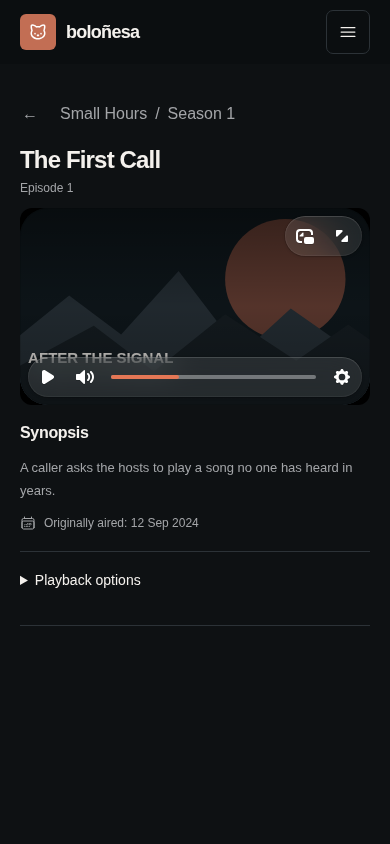 boloñesa
← Small Hours / Season 1
The First Call
Episode 1
AFTER THE SIGNAL
Synopsis
A caller asks the hosts to play a song no one has heard in
years.
Originally aired: 12 Sep 2024
Playback options